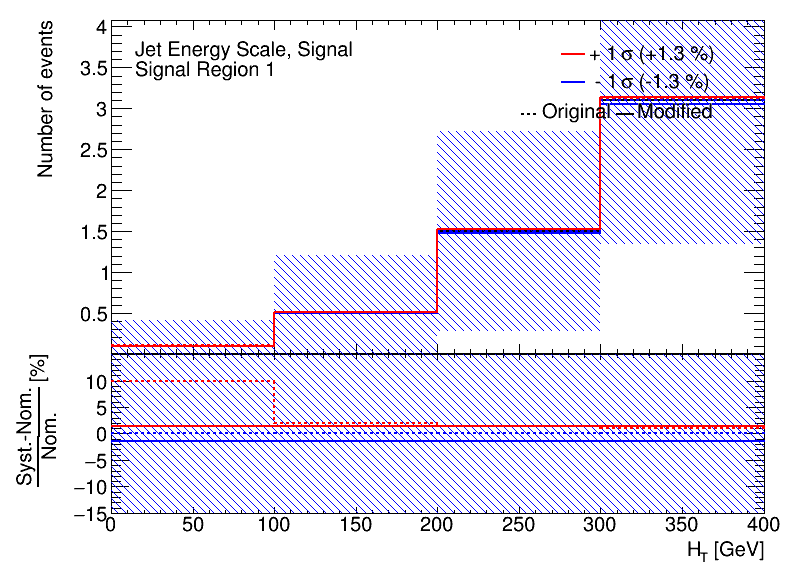 Number of events
4
3.5
3
2.5
2
1.5
1
0.5
Jet Energy Scale, Signal
Signal Region 1
+ 1 σ (+1.3 %)
- 1 σ (-1.3 %)
Original Modified
Syst.-Nom. [%]
Nom.
10
5
0
−5
−10
−15
0 50 100 150 200 250 300 350 400
H_T [GeV]